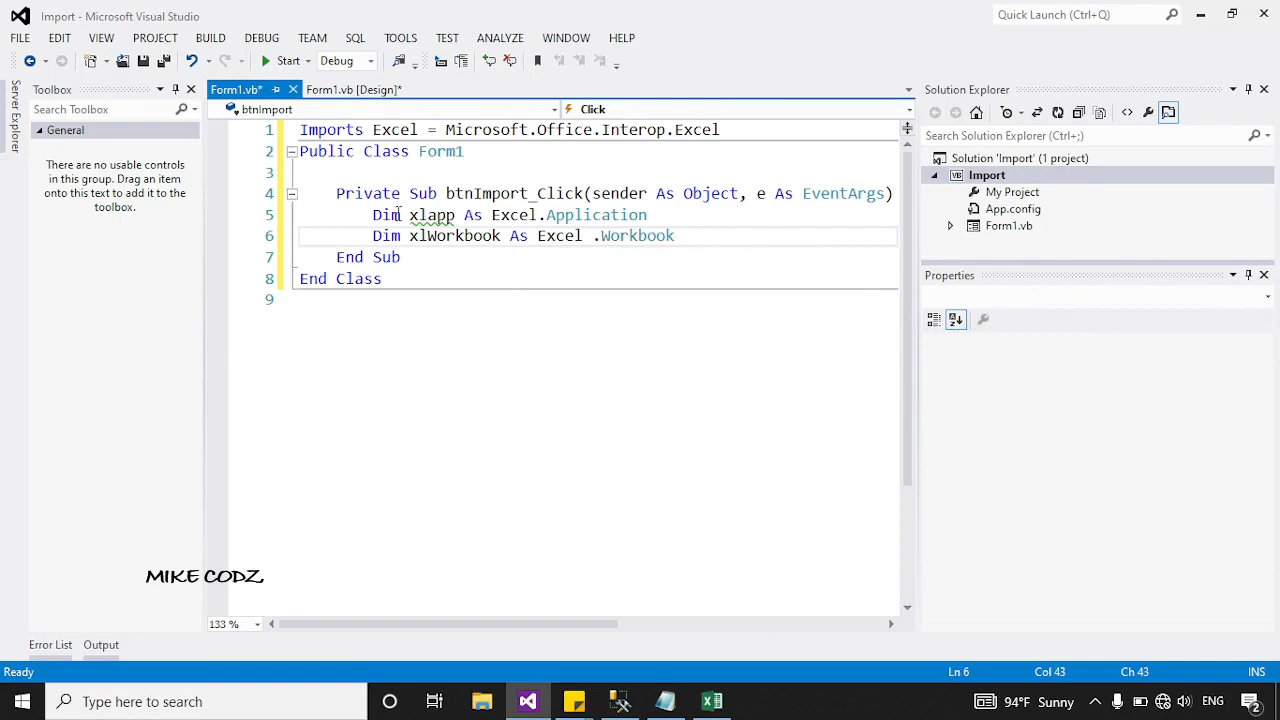 Import - Microsoft Visual Studio
Quick Launch (Ctrl+Q)
FILE EDIT VIEW PROJECT BUILD DEBUG TEAM SQL TOOLS TEST ANALYZE WINDOW HELP
Start Debug
Server Explorer
Toolbox
Search Toolbox
General
There are no usable controls
in this group. Drag an item
onto this text to add it to the
toolbox.
Form1.vb* Form1.vb [Design]*
btnImport Click
1 Imports Excel = Microsoft.Office.Interop.Excel
2 Public Class Form1
3
4 Private Sub btnImport_Click(sender As Object, e As EventArgs)
5 Dim xlapp As Excel.Application
6 Dim xlWorkbook As Excel .Workbook
7 End Sub
8 End Class
9
133 %
MIKE CODZ,
Solution Explorer
Search Solution Explorer (Ctrl+;)
Solution 'Import' (1 project)
VB Import
My Project
App.config
Form1.vb
Properties
Error List Output
Ready Ln 6 Col 43 Ch 43 INS
Type here to search
94°F Sunny ENG 2